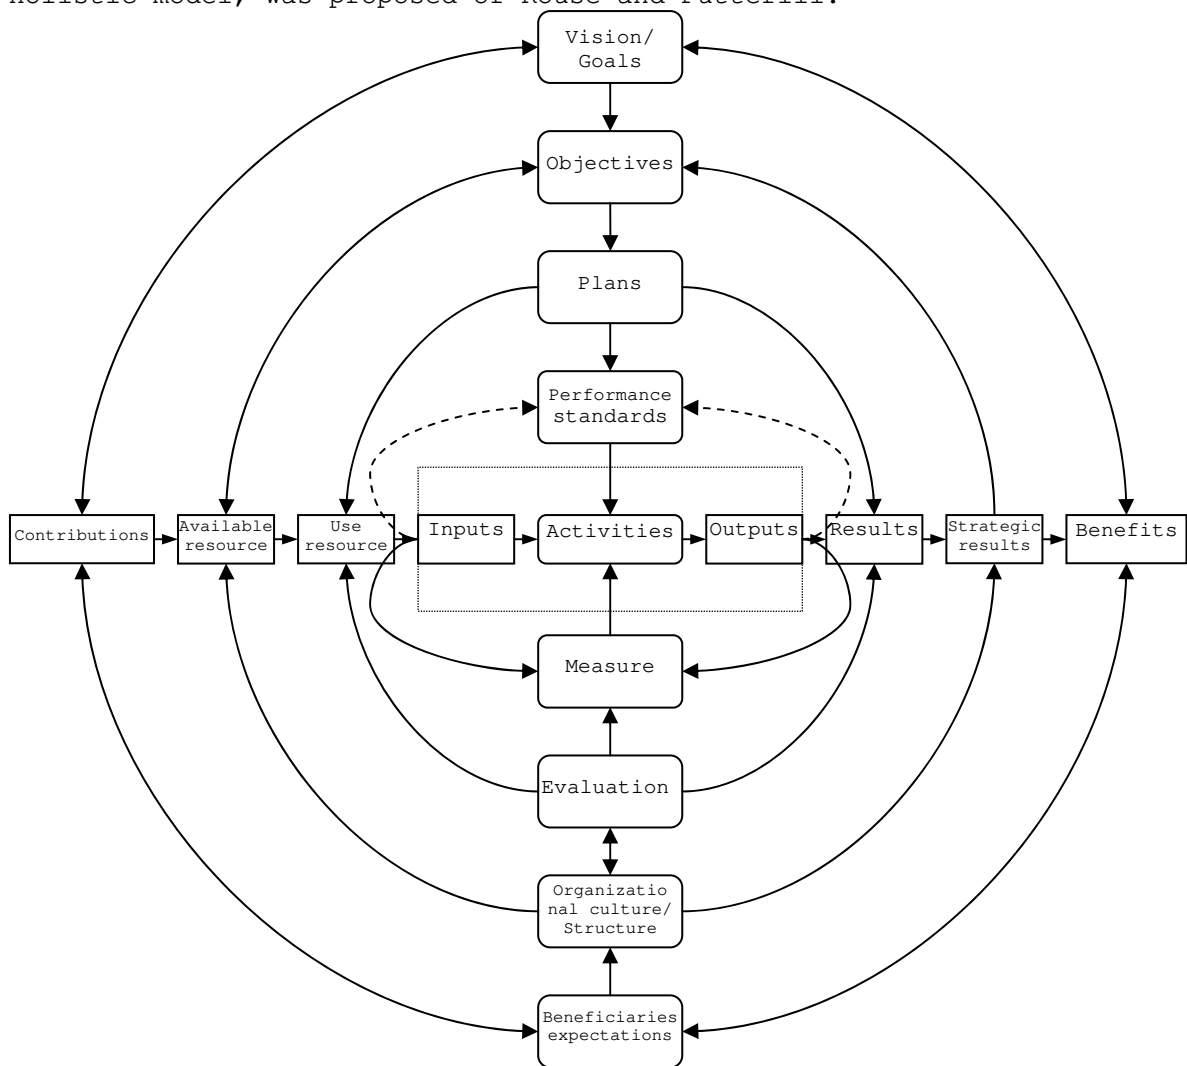 holistic model, was proposed of Rouse and Putterill.
Vision/
Goals
Objectives
Plans
Performance
standards
Contributions
Available
resource
Use
resource
Inputs
Activities
Outputs
Results
Strategic
results
Benefits
Measure
Evaluation
Organizatio
nal culture/
Structure
Beneficiaries
expectations